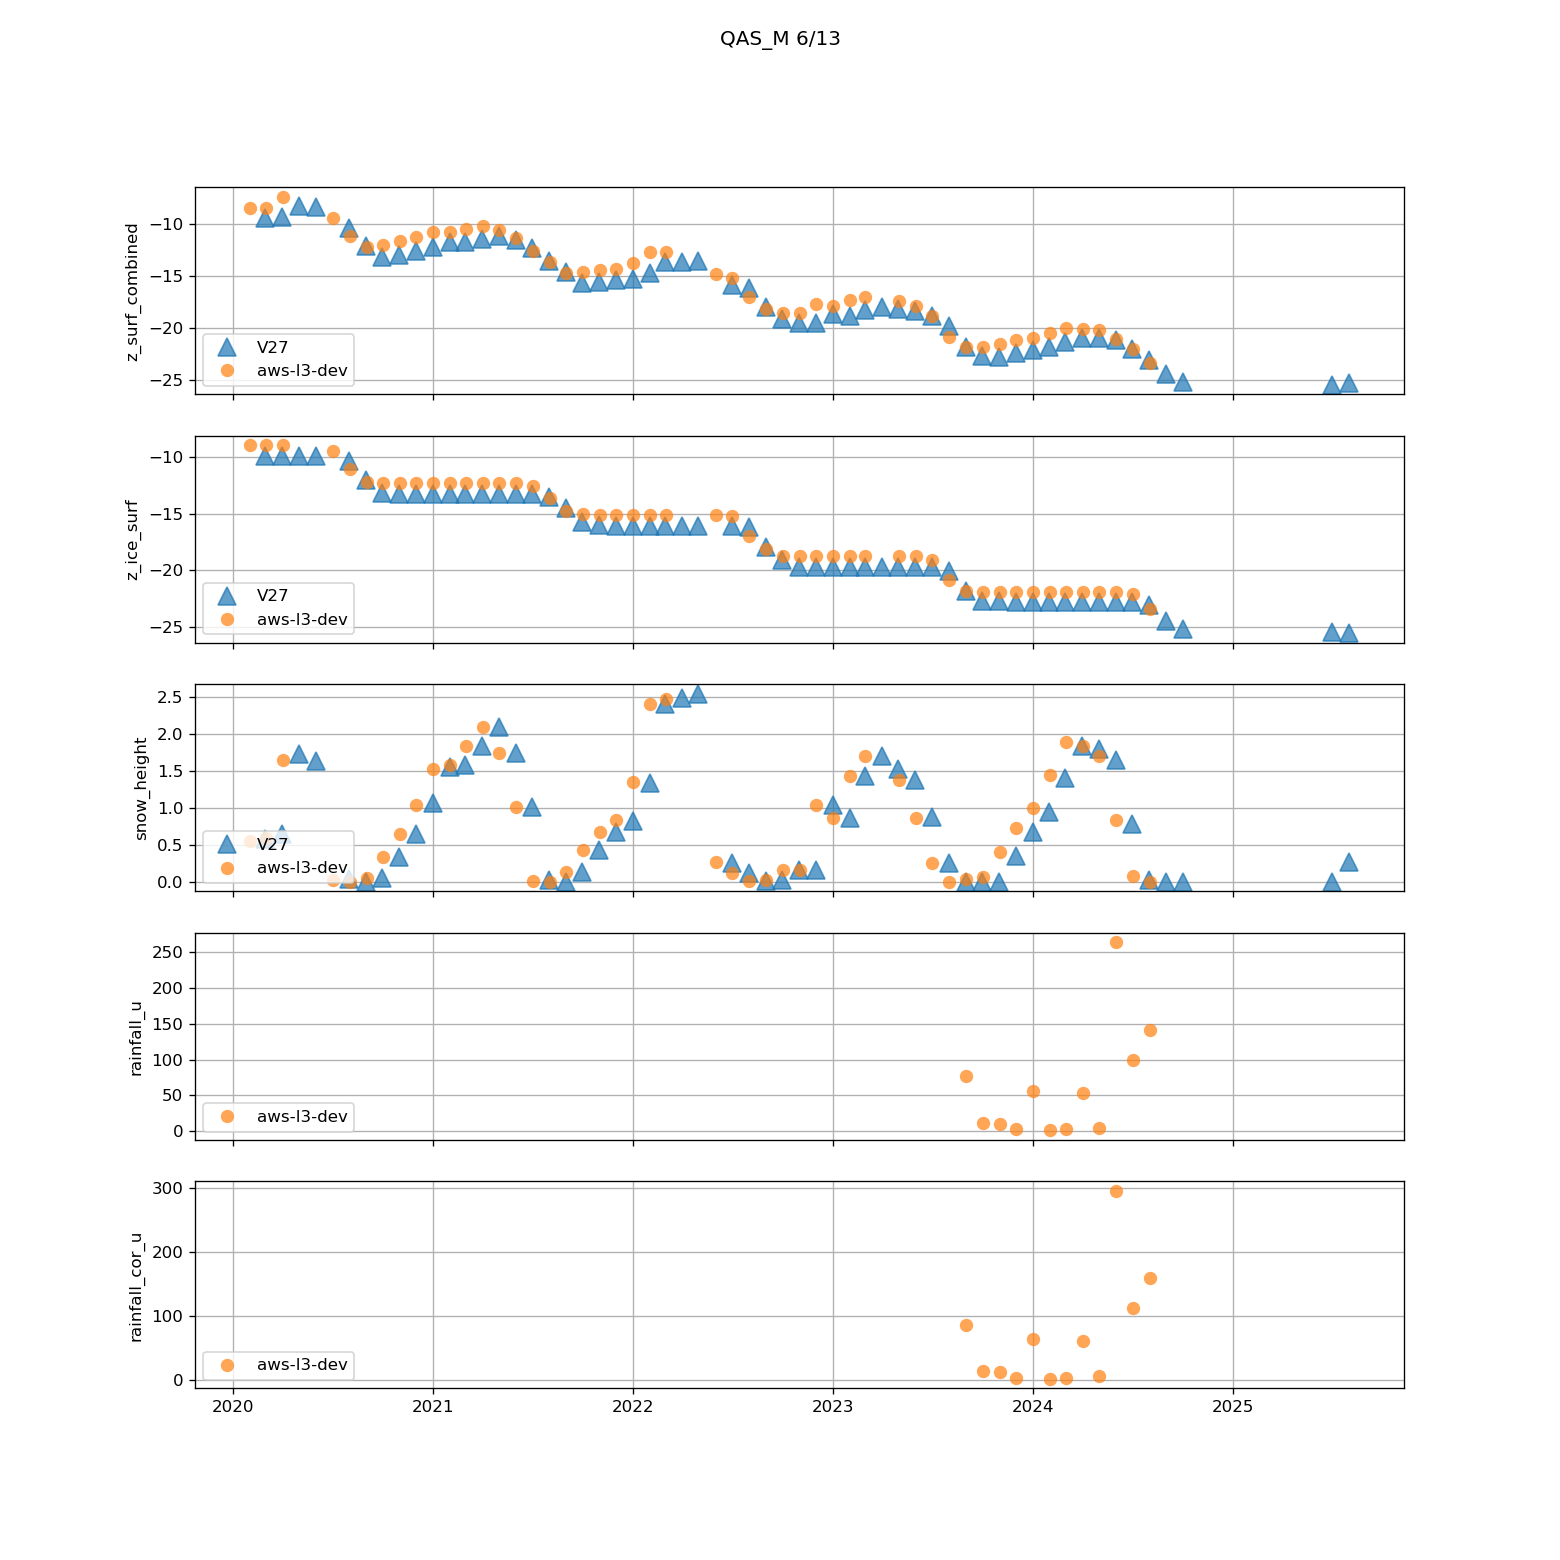 QAS_M 6/13
z_surf_combined
−10
−15
−20
−25
V27
aws-l3-dev
z_ice_surf
−10
−15
−20
−25
V27
aws-l3-dev
snow_height
2.5
2.0
1.5
1.0
0.5
0.0
V27
aws-l3-dev
rainfall_u
250
200
150
100
50
0
aws-l3-dev
rainfall_cor_u
300
200
100
0
aws-l3-dev
2020 2021 2022 2023 2024 2025